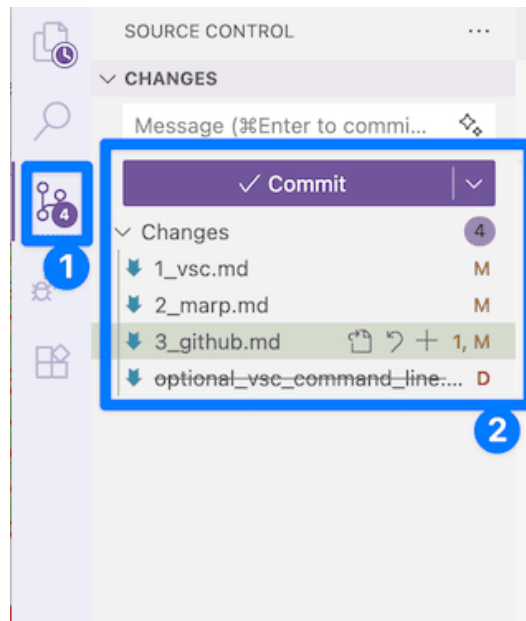 SOURCE CONTROL ...
CHANGES
Message (⌘Enter to commi...
4
✓ Commit
Changes 4
1
1_vsc.md M
2_marp.md M
3_github.md 1, M
optional_vsc_command_line.... D
2